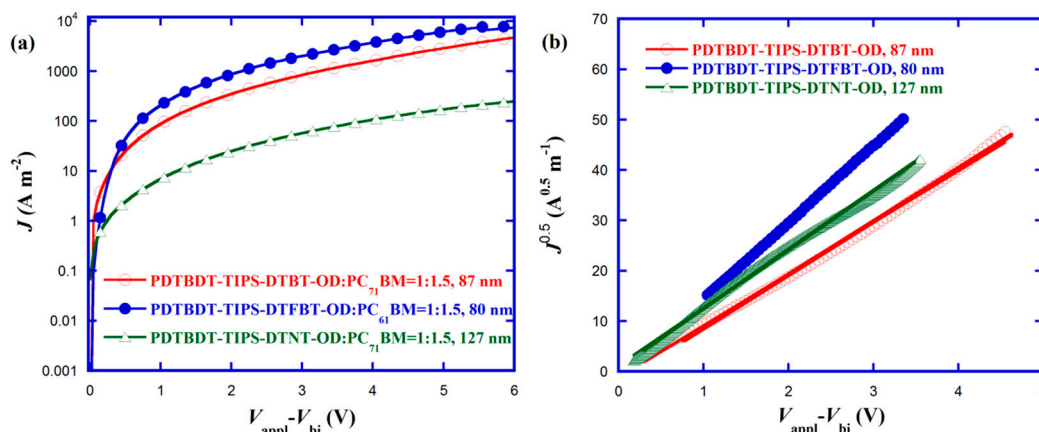 (a)
10⁴
1000
100
10
1
0.1
0.01
0.001
J (A m⁻²)
PDTBDT-TIPS-DTBT-OD:PC₇₁BM=1:1.5, 87 nm
PDTBDT-TIPS-DTFBT-OD:PC₆₁BM=1:1.5, 80 nm
PDTBDT-TIPS-DTNT-OD:PC₇₁BM=1:1.5, 127 nm
0 1 2 3 4 5 6
V_appl-V_bi (V)
(b)
70
60
50
40
30
20
10
0
J^0.5 (A^0.5 m⁻¹)
PDTBDT-TIPS-DTBT-OD, 87 nm
PDTBDT-TIPS-DTFBT-OD, 80 nm
PDTBDT-TIPS-DTNT-OD, 127 nm
0 1 2 3 4
V_appl-V_bi (V)